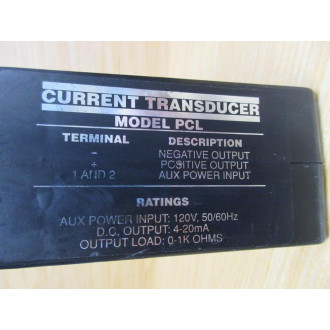 CURRENT TRANSDUCER
MODEL PCL
TERMINAL DESCRIPTION
- NEGATIVE OUTPUT
+ POSITIVE OUTPUT
1 AND 2 AUX POWER INPUT
RATINGS
AUX POWER INPUT: 120V, 50/60Hz
D.C. OUTPUT: 4-20mA
OUTPUT LOAD: 0-1K OHMS